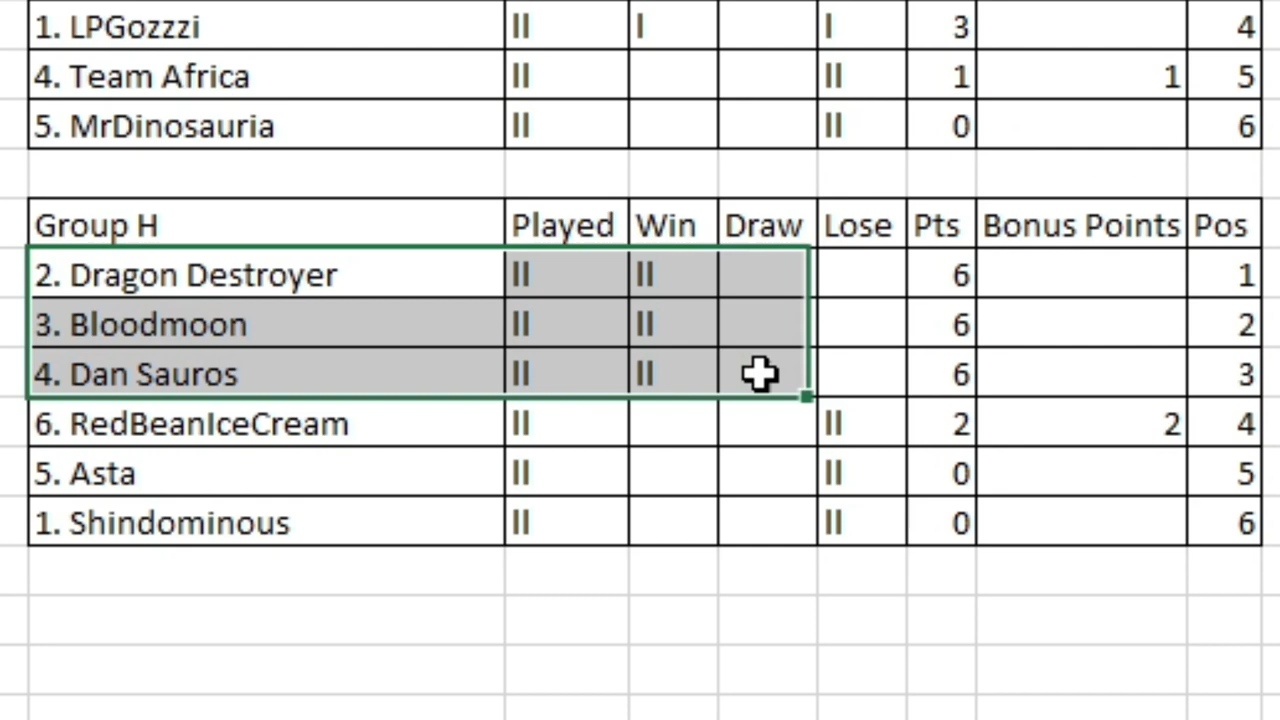 1. LPGozzzi II I I 3 4
4. Team Africa II II 1 1 5
5. MrDinosauria II II 0 6
Group H Played Win Draw Lose Pts Bonus Points Pos
2. Dragon Destroyer II II 6 1
3. Bloodmoon II II 6 2
4. Dan Sauros II II 6 3
6. RedBeanIceCream II II 2 2 4
5. Asta II II 0 5
1. Shindominous II II 0 6